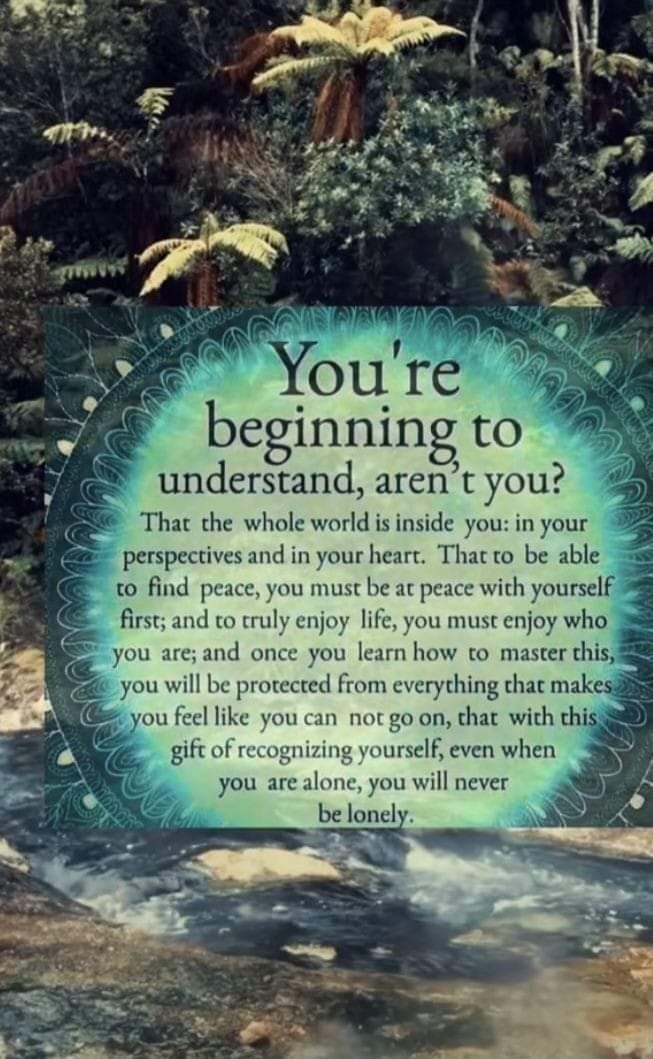 You're
beginning to
understand, aren't you?
That the whole world is inside you: in your
perspectives and in your heart. That to be able
to find peace, you must be at peace with yourself
first; and to truly enjoy life, you must enjoy who
you are; and once you learn how to master this,
you will be protected from everything that makes
you feel like you can not go on, that with this
gift of recognizing yourself, even when
you are alone, you will never
be lonely.